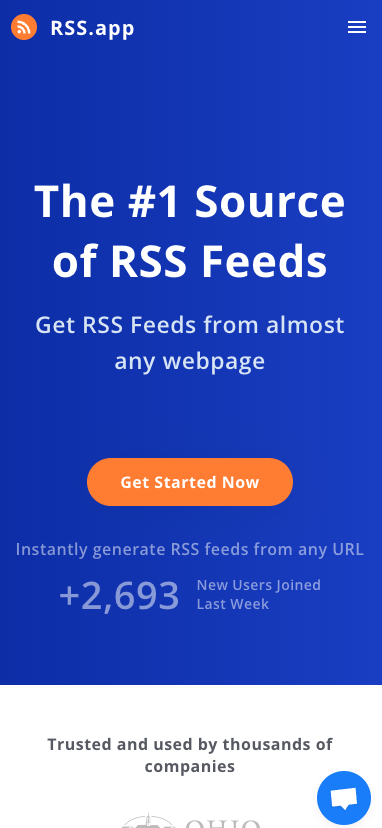 RSS.app
The #1 Source
of RSS Feeds
Get RSS Feeds from almost
any webpage
Get Started Now
Instantly generate RSS feeds from any URL
+2,693
New Users Joined
Last Week
Trusted and used by thousands of
companies
OHIO